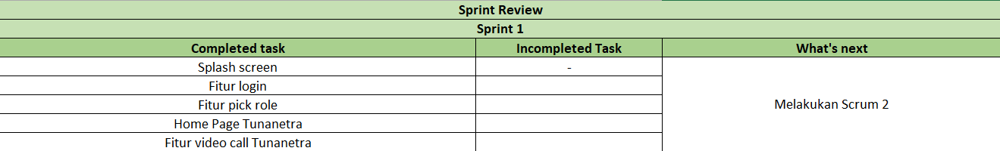 Sprint Review
Sprint 1
Completed task Incompleted Task What's next
Splash screen -
Fitur login
Fitur pick role Melakukan Scrum 2
Home Page Tunanetra
Fitur video call Tunanetra